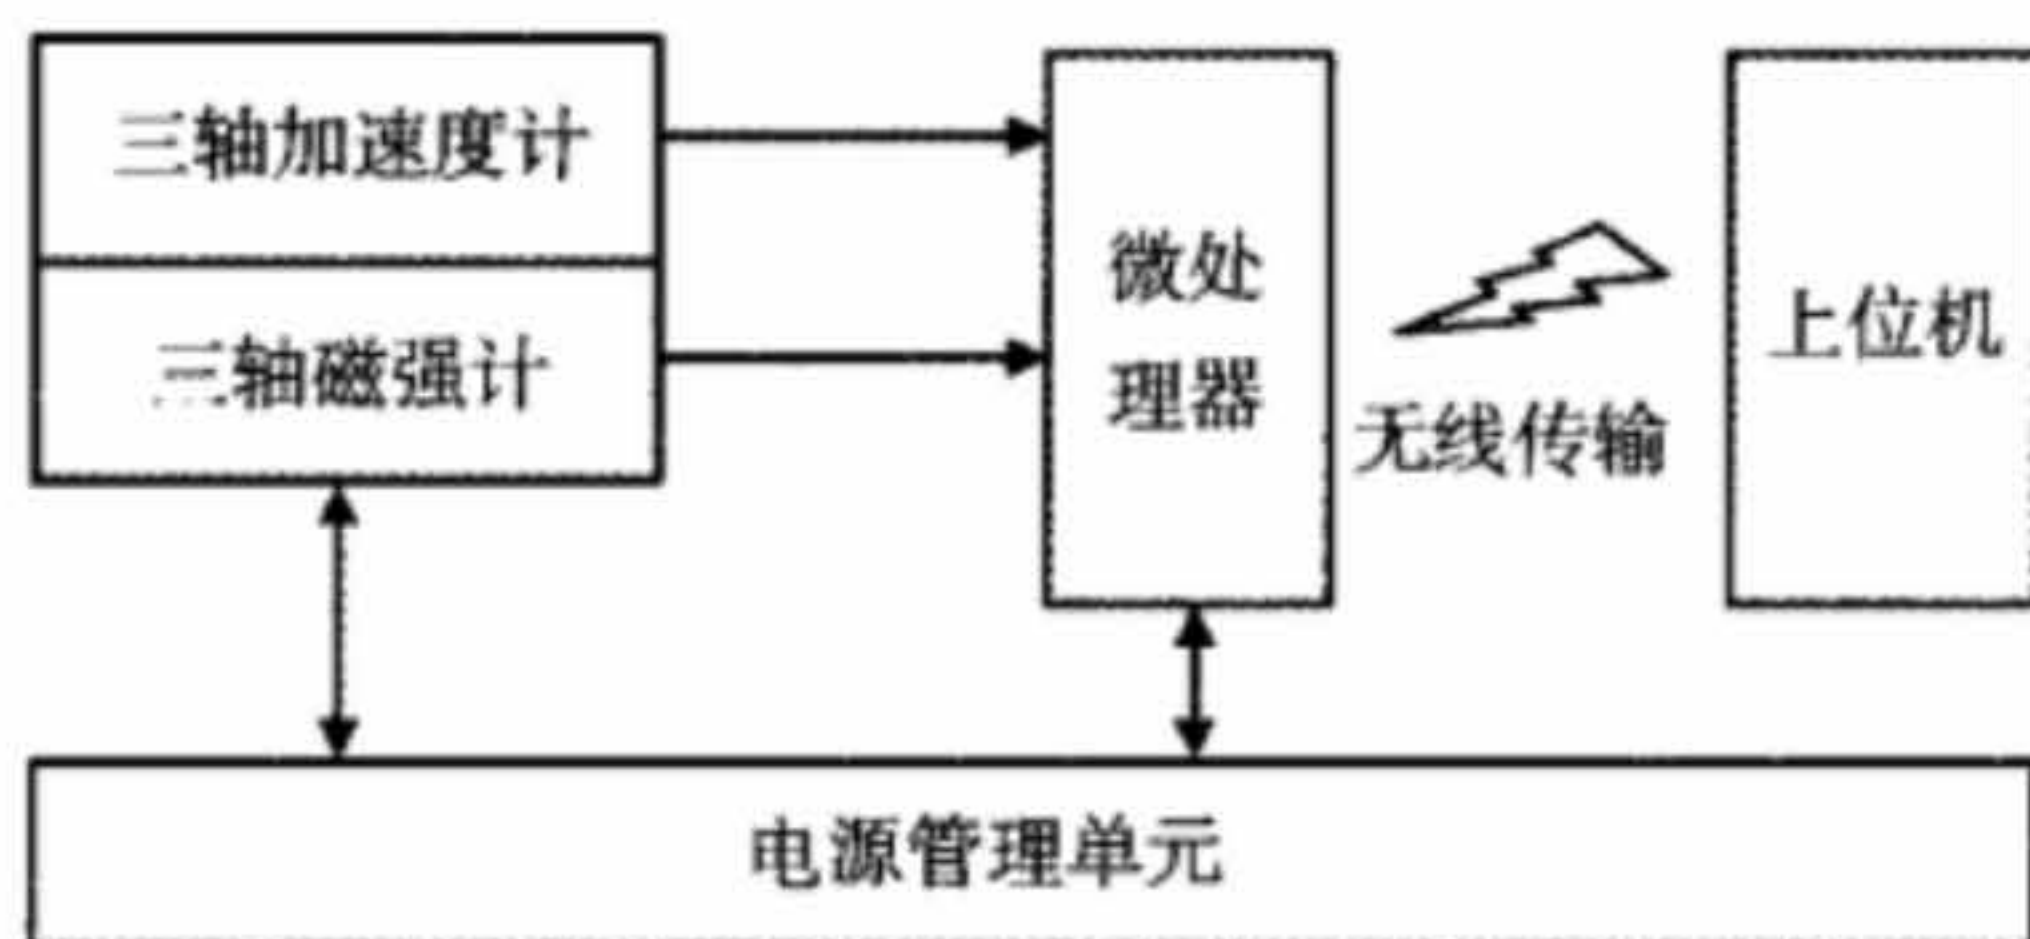 三轴加速度计
三轴磁强计
微处
理器
无线传输
上位机
电源管理单元